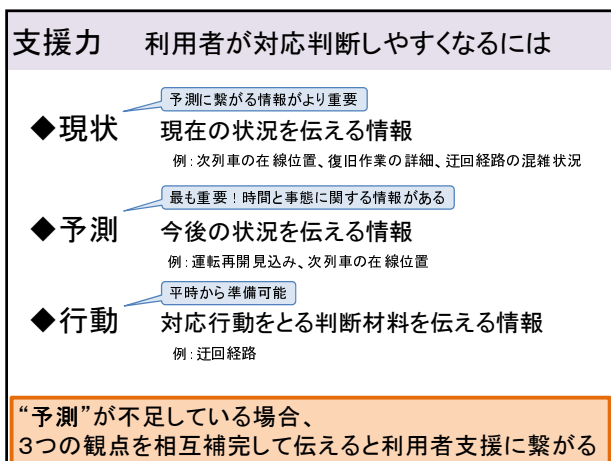 支援力 利用者が対応判断しやすくなるには
予測に繋がる情報がより重要
◆現状 現在の状況を伝える情報
例:次列車の在線位置、復旧作業の詳細、迂回経路の混雑状況
最も重要!時間と事態に関する情報がある
◆予測 今後の状況を伝える情報
例:運転再開見込み、次列車の在線位置
平時から準備可能
◆行動 対応行動をとる判断材料を伝える情報
例:迂回経路
“予測”が不足している場合、
3つの観点を相互補完して伝えると利用者支援に繋がる